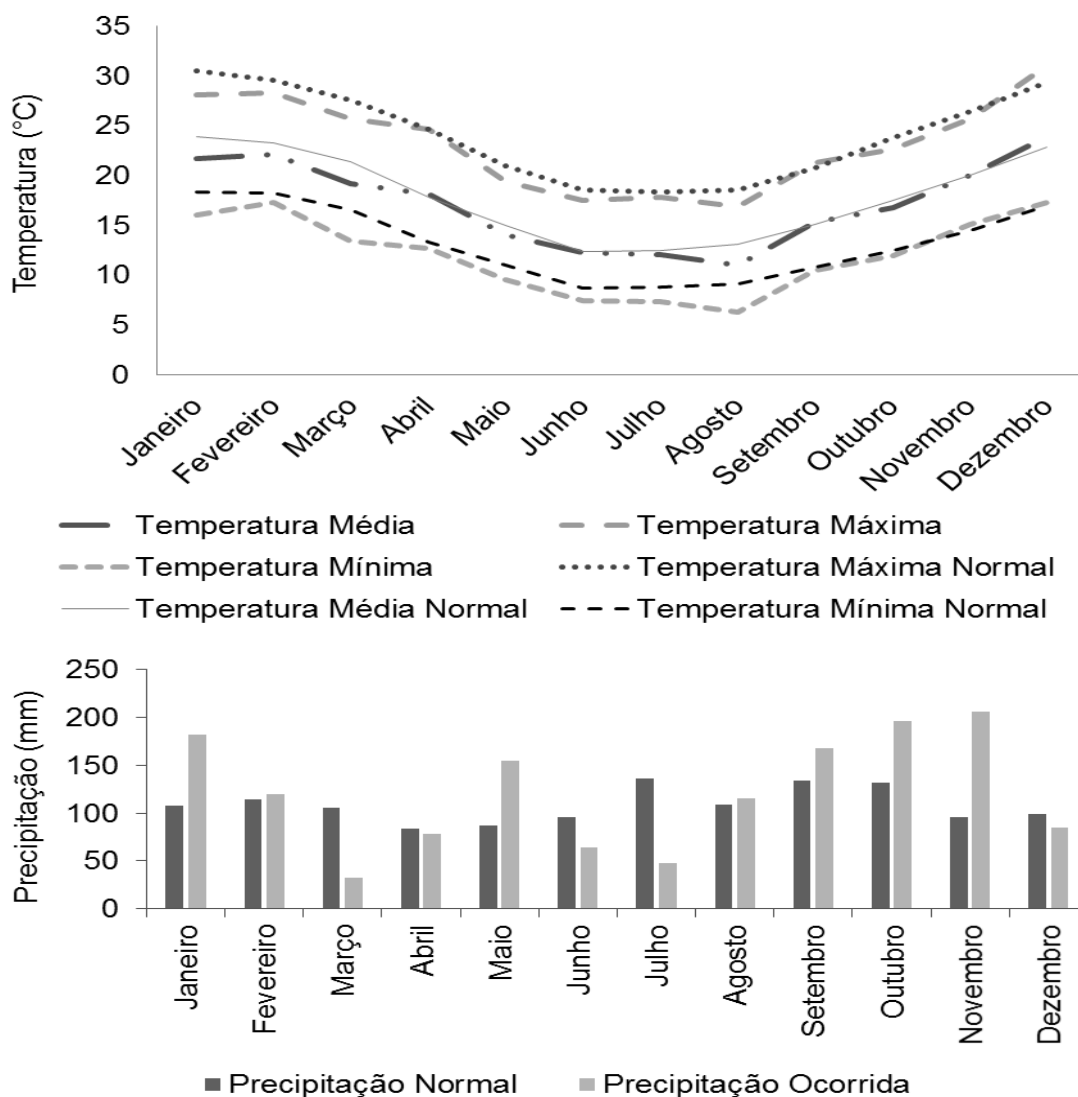 Temperatura (°C)
35
30
25
20
15
10
5
0
Janeiro
Fevereiro
Março
Abril
Maio
Junho
Julho
Agosto
Setembro
Outubro
Novembro
Dezembro
Temperatura Média
Temperatura Máxima
Temperatura Mínima
Temperatura Máxima Normal
Temperatura Média Normal
Temperatura Mínima Normal
Precipitação (mm)
250
200
150
100
50
0
Janeiro
Fevereiro
Março
Abril
Maio
Junho
Julho
Agosto
Setembro
Outubro
Novembro
Dezembro
Precipitação Normal
Precipitação Ocorrida